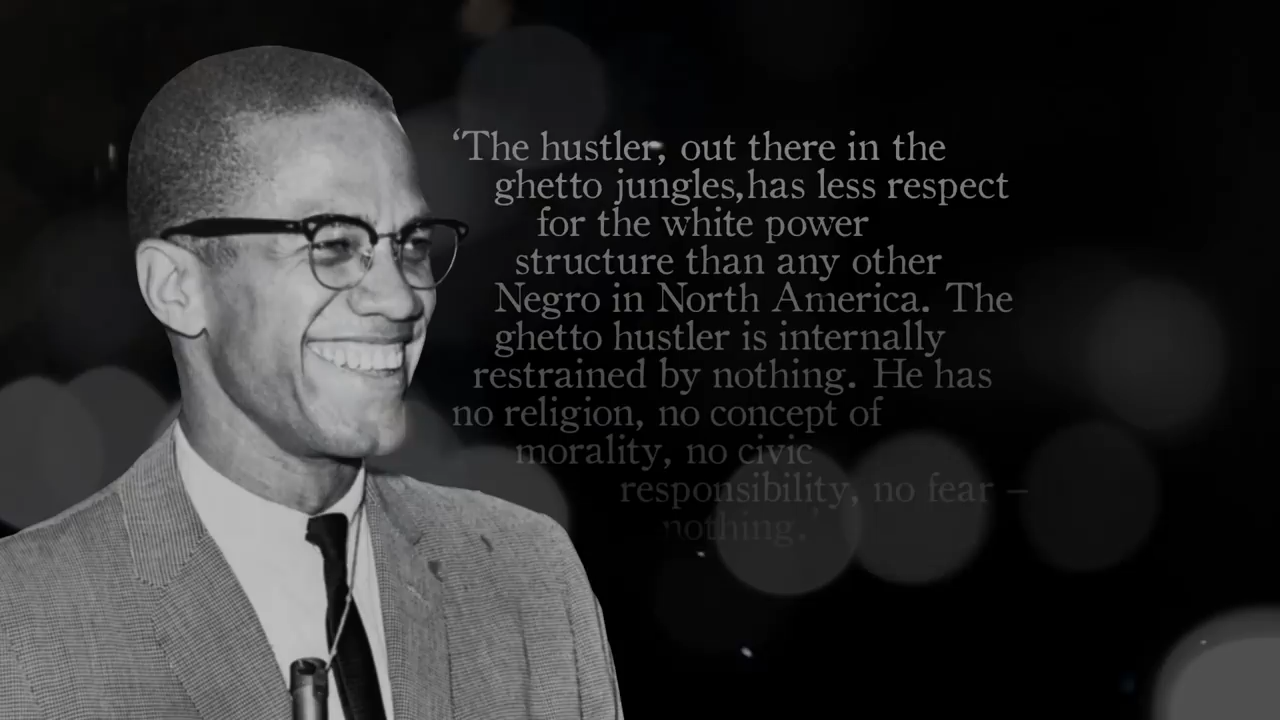 ‘The hustler, out there in the
ghetto jungles,has less respect
for the white power
structure than any other
Negro in North America. The
ghetto hustler is internally
restrained by nothing. He has
no religion, no concept of
morality, no civic
responsibility, no fear –
nothing.’